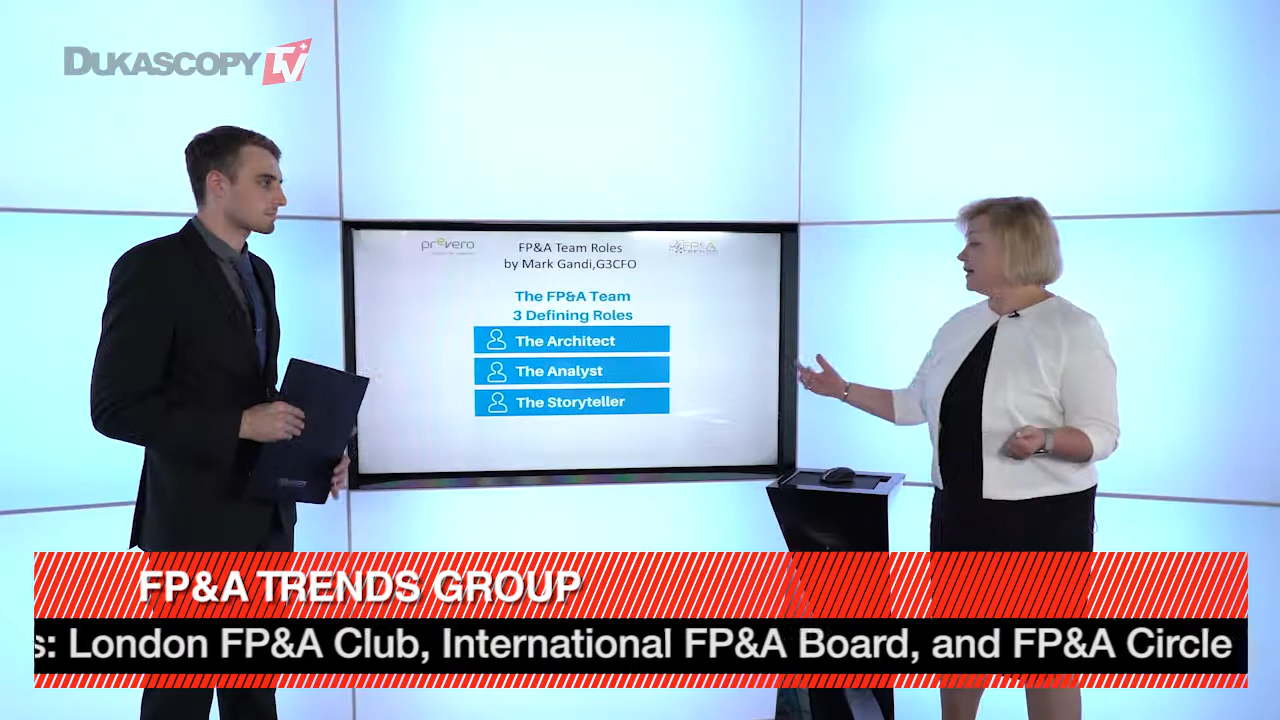 DUKASCOPY TV
prevero
FP&A
FP&A Team Roles
by Mark Gandi,G3CFO
The FP&A Team
3 Defining Roles
The Architect
The Analyst
The Storyteller
FP&A TRENDS GROUP
s: London FP&A Club, International FP&A Board, and FP&A Circle